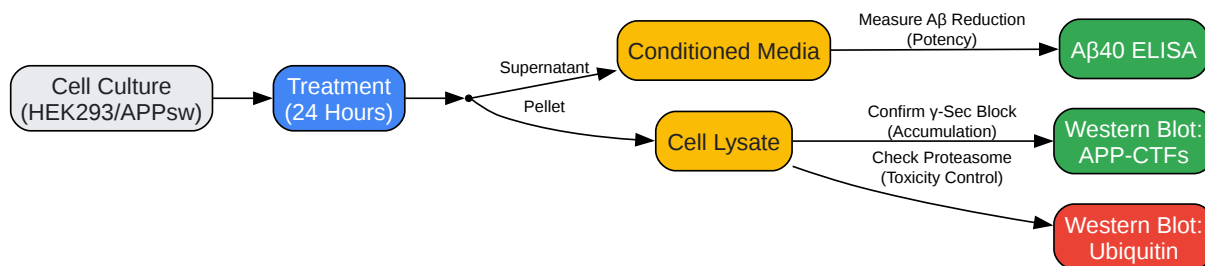 Cell Culture
(HEK293/APPsw)
Treatment
(24 Hours)
Supernatant
Pellet
Conditioned Media
Cell Lysate
Measure Aβ Reduction
(Potency)
Confirm γ-Sec Block
(Accumulation)
Check Proteasome
(Toxicity Control)
Aβ40 ELISA
Western Blot:
APP-CTFs
Western Blot:
Ubiquitin